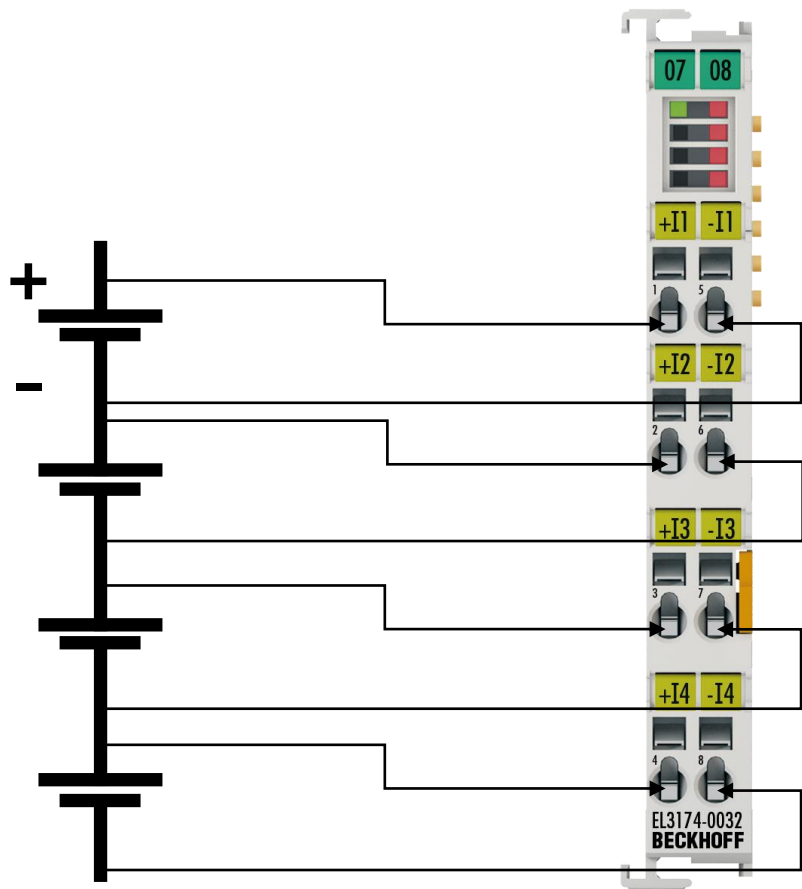 07 08
+I1 -I1
1 5
+
+I2 -I2
-
2 6
+I3 -I3
3 7
+I4 -I4
4 8
EL3174-0032
BECKHOFF